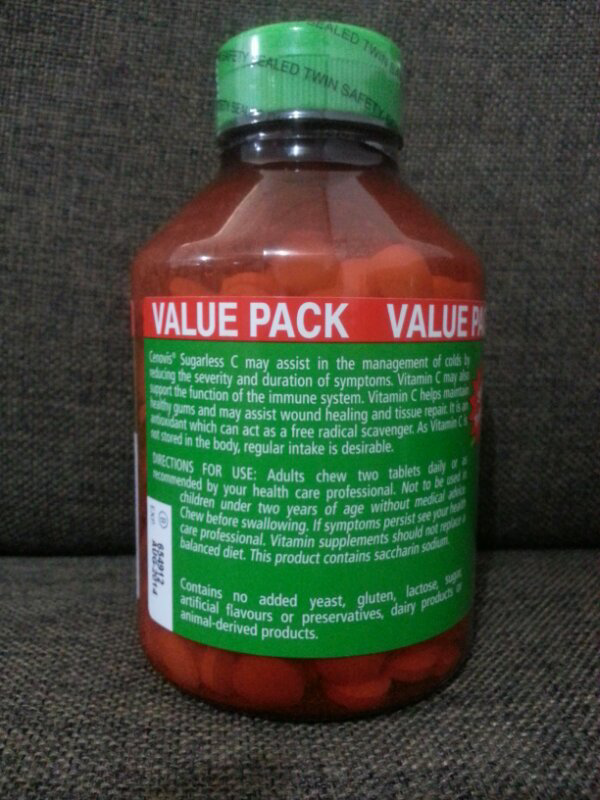 SEALED TWIN
SAFETY SEALED TWIN SAFETY
VALUE PACK VALUE
Cenovis® Sugarless C may assist in the management of colds by
reducing the severity and duration of symptoms. Vitamin C may also
support the function of the immune system. Vitamin C helps maintain
healthy gums and may assist wound healing and tissue repair. It is an
antioxidant which can act as a free radical scavenger. As Vitamin C is
not stored in the body, regular intake is desirable.
DIRECTIONS FOR USE: Adults chew two tablets daily or as
recommended by your health care professional. Not to be used in
children under two years of age without medical advice.
Chew before swallowing. If symptoms persist see your health
care professional. Vitamin supplements should not replace a
balanced diet. This product contains saccharin sodium.
Contains no added yeast, gluten, lactose, sugar,
artificial flavours or preservatives, dairy products or
animal-derived products.
B 654917
EXP. AUG 2014